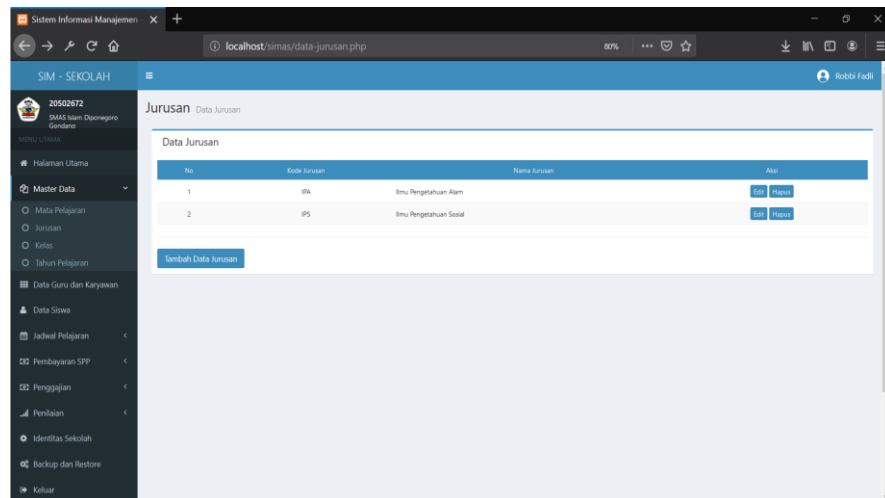 Sistem Informasi Manajemen -
localhost/simas/data-jurusan.php
80%
SIM - SEKOLAH
Robbi Fadli
20502672
SMAS Islam Diponegoro
Gondang
MENU UTAMA
Halaman Utama
Master Data
Mata Pelajaran
Jurusan
Kelas
Tahun Pelajaran
Data Guru dan Karyawan
Data Siswa
Jadwal Pelajaran
Pembayaran SPP
Penggajian
Penilaian
Identitas Sekolah
Backup dan Restore
Keluar
Jurusan Data Jurusan
Data Jurusan
No Kode Jurusan Nama Jurusan Aksi
1 IPA Ilmu Pengetahuan Alam Edit Hapus
2 IPS Ilmu Pengetahuan Sosial Edit Hapus
Tambah Data Jurusan